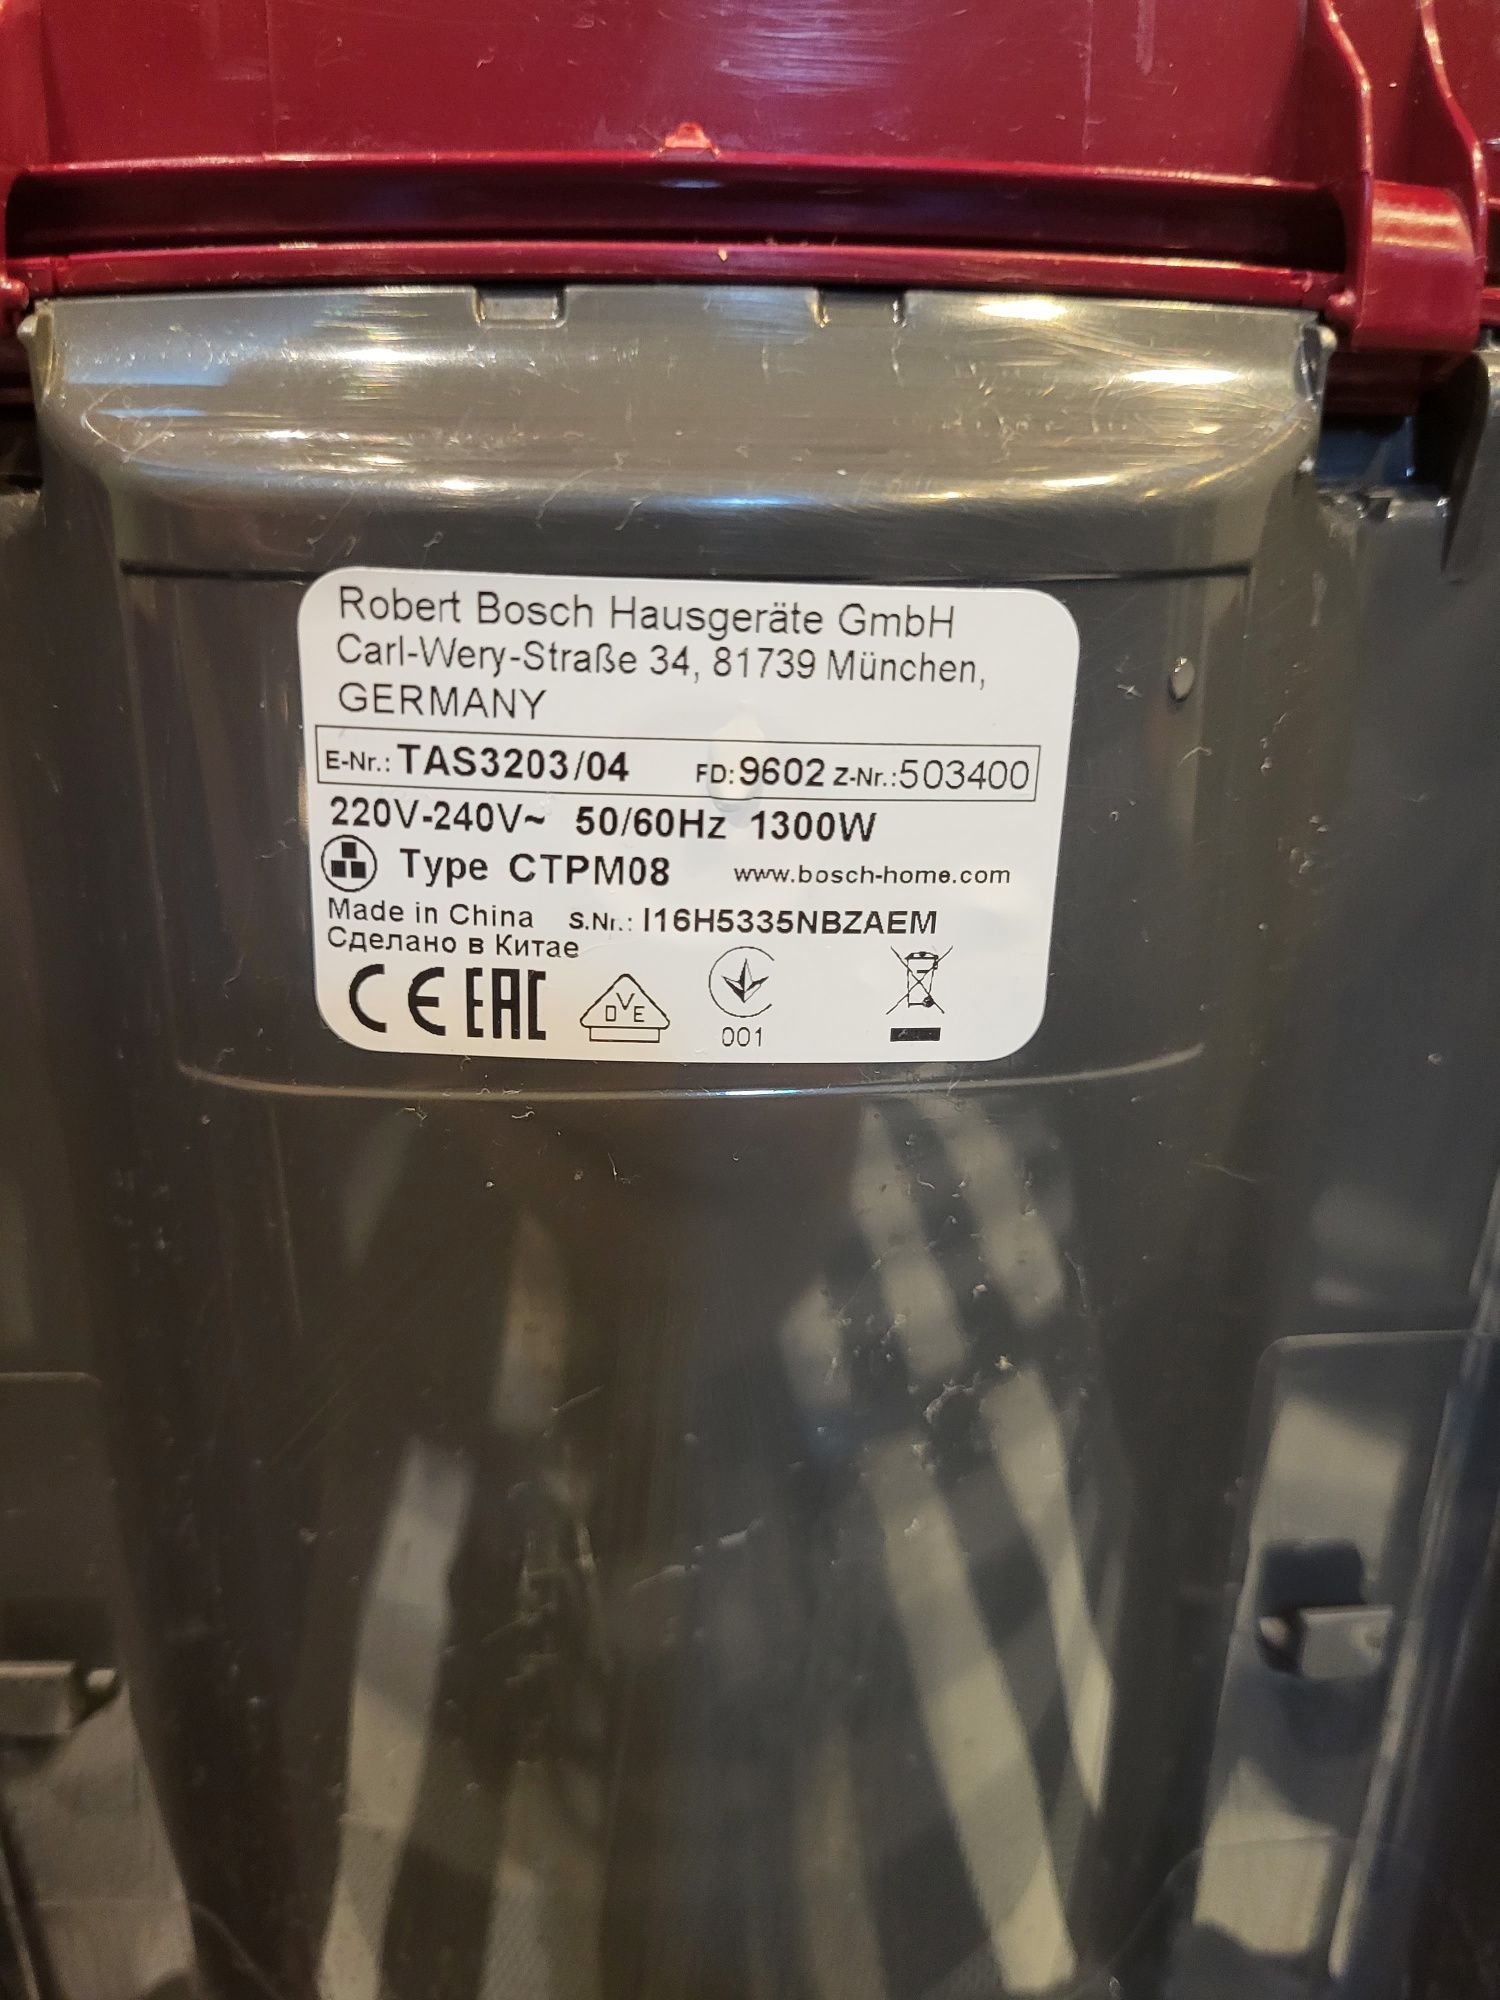 Robert Bosch Hausgeräte GmbH
Carl-Wery-Straße 34, 81739 München,
GERMANY
E-Nr.: TAS3203/04 FD: 9602 Z-Nr.: 503400
220V-240V~ 50/60Hz 1300W
Type CTPM08 www.bosch-home.com
Made in China S.Nr.: I16H5335NBZAEM
Сделано в Китае
CE EAC OVE 001